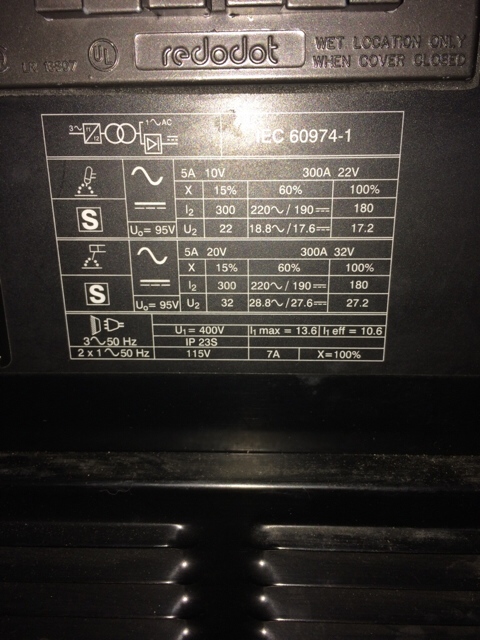 UL
redodot
WET LOCATION ONLY
WHEN COVER CLOSED
3~
1~AC
IEC 60974-1
5A 10V 300A 22V
X 15% 60% 100%
S
I2 300 220~/190⎓ 180
U0= 95V U2 22 18.8~/17.6⎓ 17.2
5A 20V 300A 32V
X 15% 60% 100%
S
I2 300 220~/190⎓ 180
U0= 95V U2 32 28.8~/27.6⎓ 27.2
U1 = 400V I1 max = 13.6 I1 eff = 10.6
3~50 Hz IP 23S
2 x 1~50 Hz 115V 7A X=100%